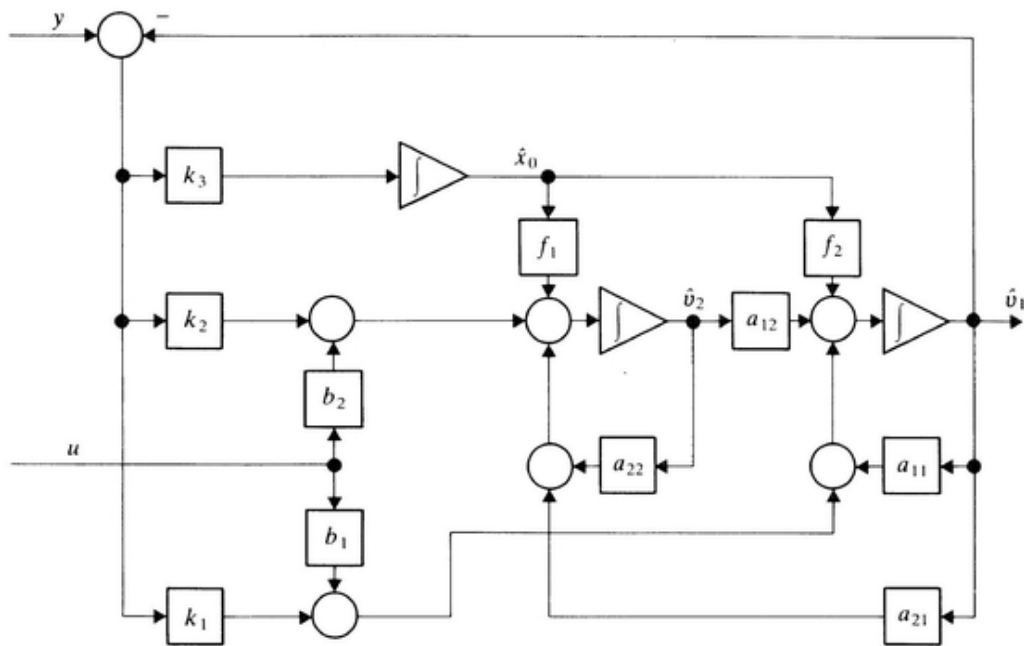 y
−
k₃
∫
x̂₀
f₁
f₂
k₂
∫
v̂₂
a₁₂
∫
v̂₁
b₂
u
a₂₂
a₁₁
b₁
k₁
a₂₁